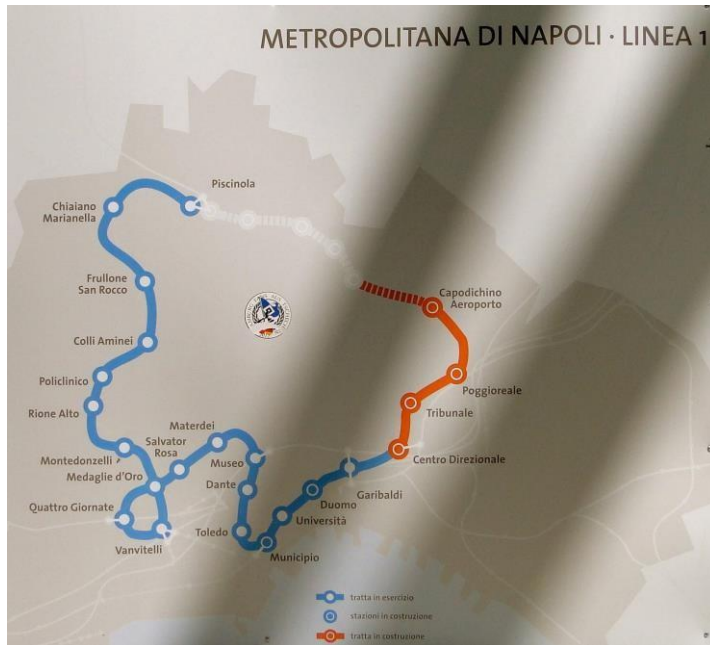 METROPOLITANA DI NAPOLI · LINEA 1
Piscinola
Chiaiano
Marianella
Frullone
San Rocco
Capodichino
Aeroporto
Colli Aminei
Policlinico
Poggioreale
Rione Alto
Tribunale
Materdei
Salvator
Rosa
Montedonzelli
Museo
Centro Direzionale
Medaglie d'Oro
Dante
Garibaldi
Duomo
Quattro Giornate
Università
Toledo
Vanvitelli
Municipio
tratta in esercizio
stazioni in costruzione
tratta in costruzione